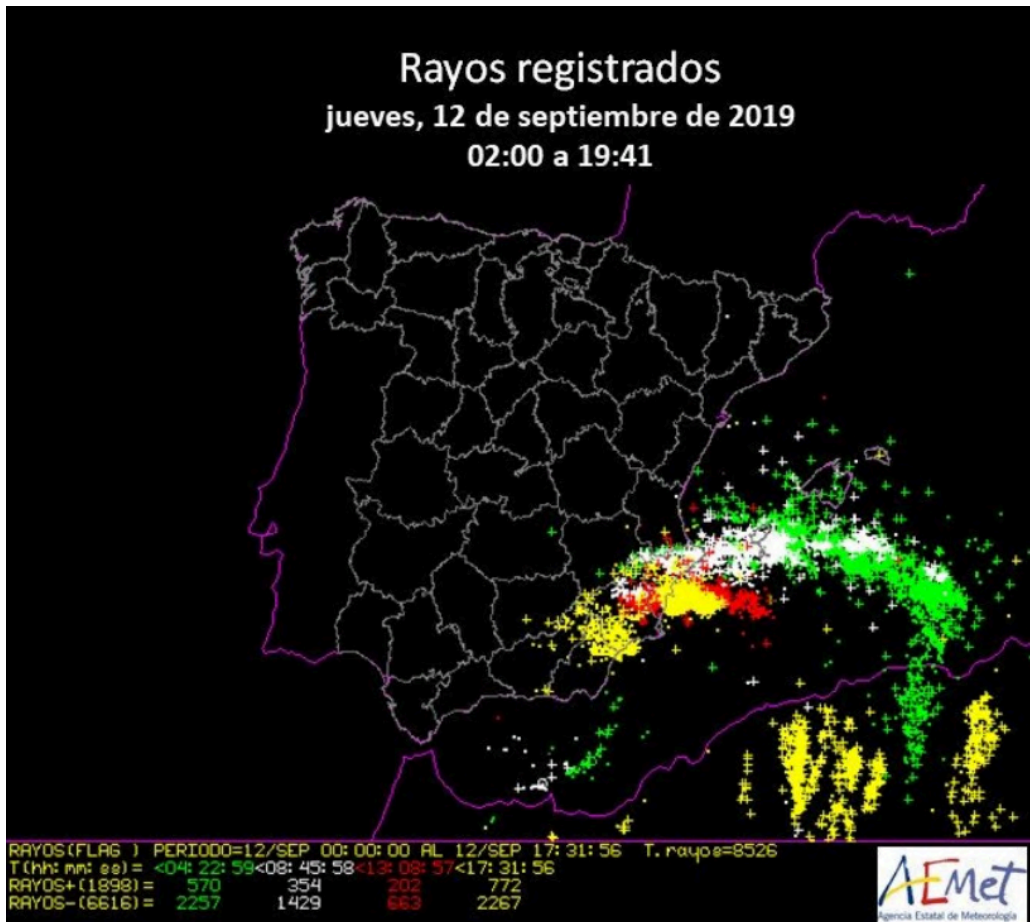 Rayos registrados
jueves, 12 de septiembre de 2019
02:00 a 19:41
RAYOS(FLAG ) PERIODO=12/SEP 00:00:00 AL 12/SEP 17:31:56 T.rayos=8526
T(hh:mm:ss)= <04:22:59<08:45:58<13:08:57<17:31:56
RAYOS+(1898)= 570 354 202 772
RAYOS-(6616)= 2257 1429 663 2267
AEMet
Agencia Estatal de Meteorología